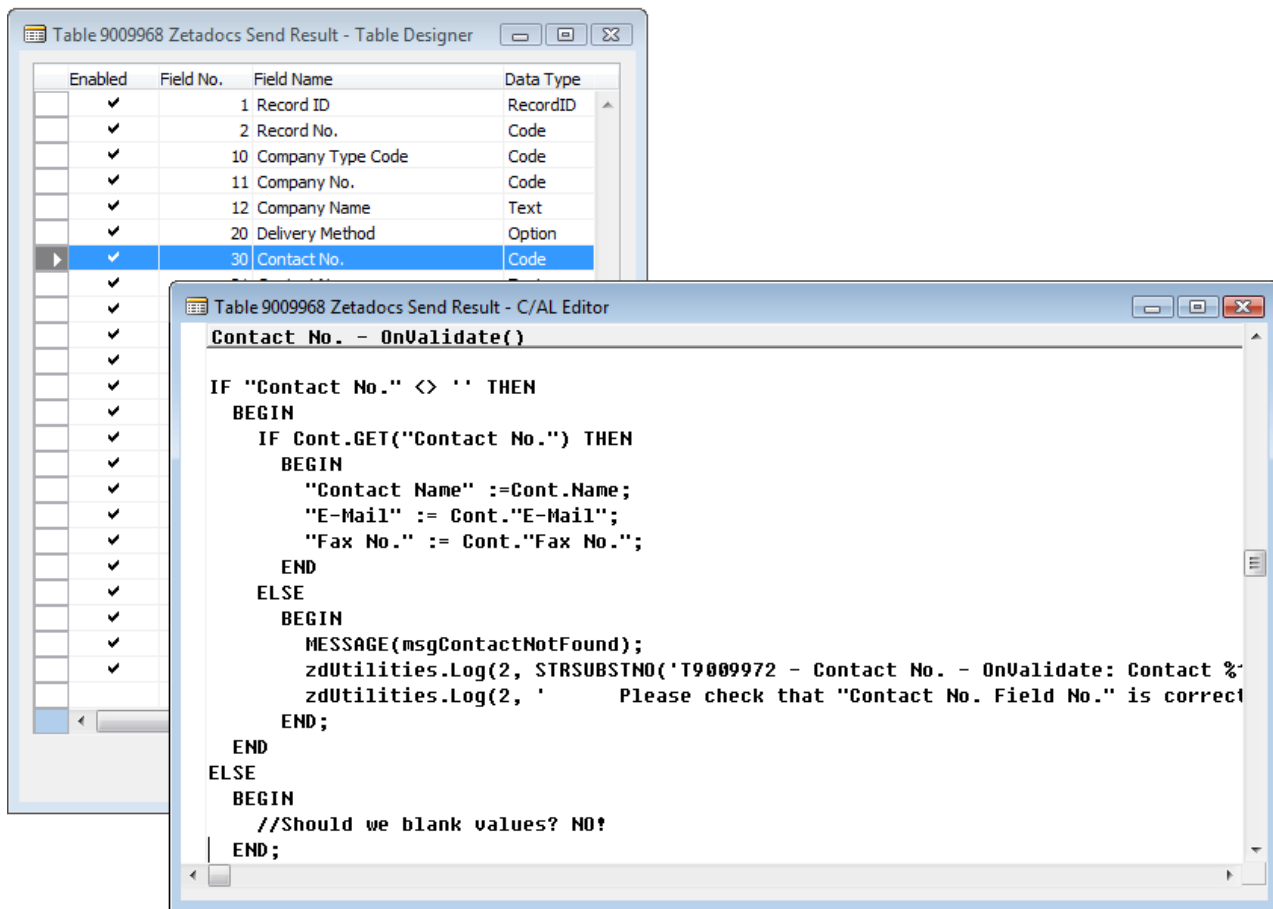 Table 9009968 Zetadocs Send Result - Table Designer
Enabled Field No. Field Name Data Type
1 Record ID RecordID
2 Record No. Code
10 Company Type Code Code
11 Company No. Code
12 Company Name Text
20 Delivery Method Option
30 Contact No. Code
Table 9009968 Zetadocs Send Result - C/AL Editor
Contact No. - OnValidate()
IF "Contact No." <> '' THEN
BEGIN
IF Cont.GET("Contact No.") THEN
BEGIN
"Contact Name" :=Cont.Name;
"E-Mail" := Cont."E-Mail";
"Fax No." := Cont."Fax No.";
END
ELSE
BEGIN
MESSAGE(msgContactNotFound);
zdUtilities.Log(2, STRSUBSTNO('T9009972 - Contact No. - OnValidate: Contact %
zdUtilities.Log(2, ' Please check that "Contact No. Field No." is correct
END;
END
ELSE
BEGIN
//Should we blank values? NO!
END;